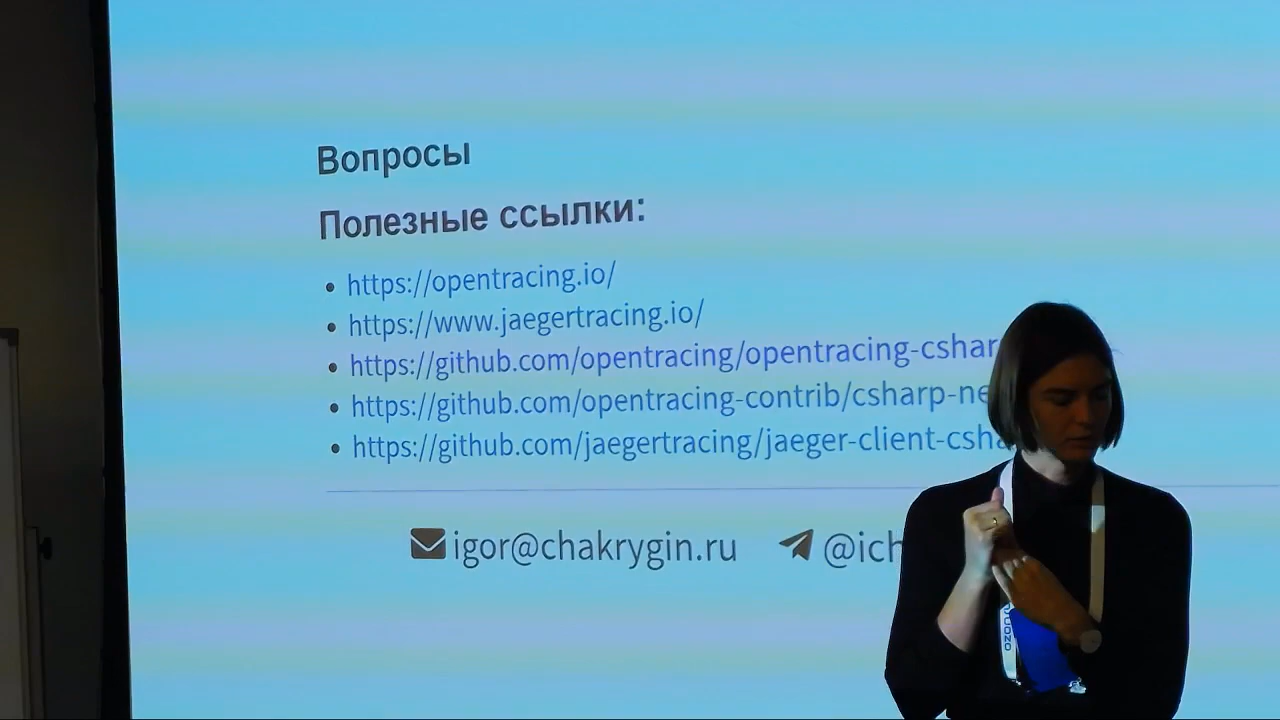 Вопросы
Полезные ссылки:
• https://opentracing.io/
• https://www.jaegertracing.io/
• https://github.com/opentracing/opentracing-cshar
• https://github.com/opentracing-contrib/csharp-ne
• https://github.com/jaegertracing/jaeger-client-csha
igor@chakrygin.ru @ich